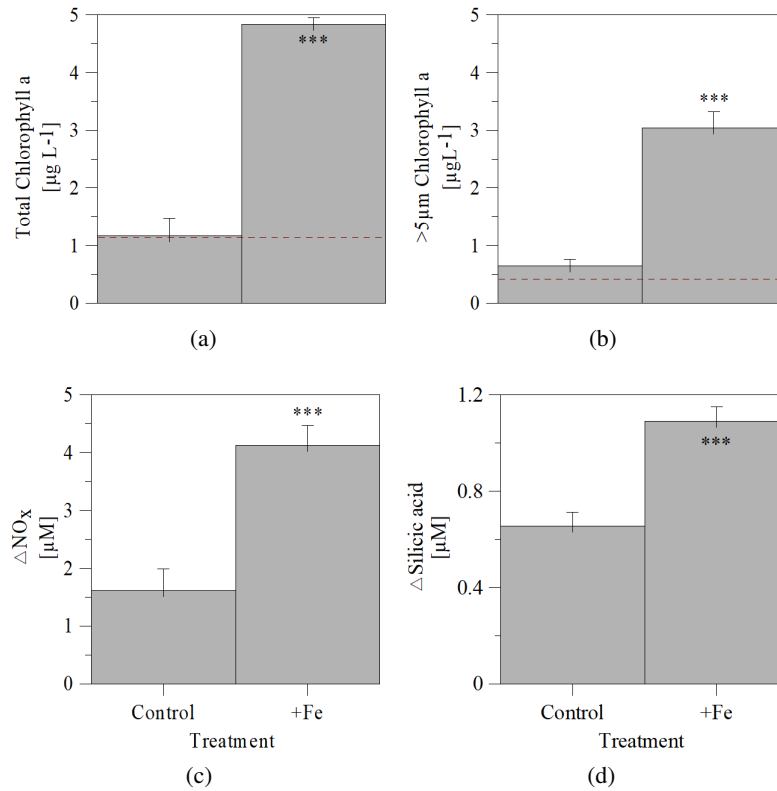 Total Chlorophyll a
[µg L-1]
5
4
3
2
1
0
***
(a)
>5µm Chlorophyll a
[µgL-1]
5
4
3
2
1
0
***
(b)
△NOX
[µM]
5
4
3
2
1
0
***
Control +Fe
Treatment
(c)
△Silicic acid
[µM]
1.2
0.8
0.4
0
***
Control +Fe
Treatment
(d)